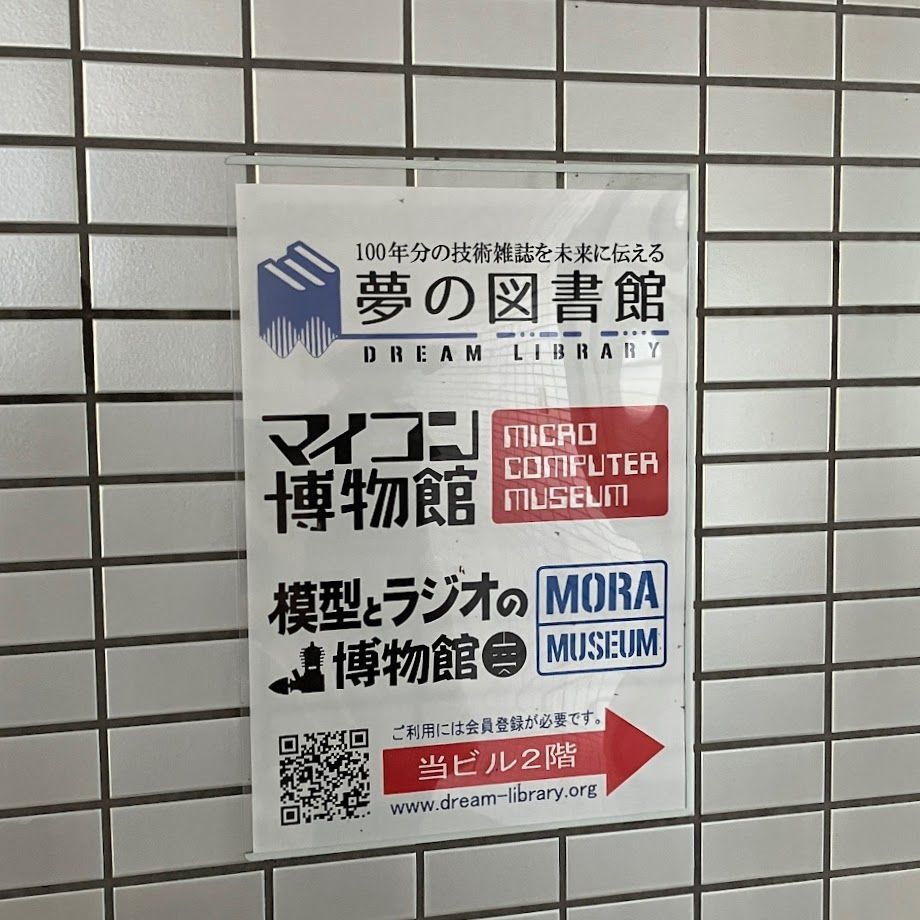 100年分の技術雑誌を未来に伝える
夢の図書館
DREAM LIBRARY
マイコン
博物館
MICRO
COMPUTER
MUSEUM
模型とラジオの
博物館
MORA
MUSEUM
ご利用には会員登録が必要です。
当ビル2階
www.dream-library.org